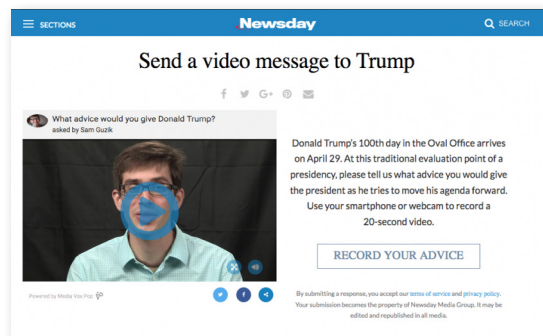 SECTIONS
Newsday
SEARCH
Send a video message to Trump
What advice would you give Donald Trump?
asked by Sam Guzik
Donald Trump's 100th day in the Oval Office arrives
on April 29. At this traditional evaluation point of a
presidency, please tell us what advice you would give
the president as he tries to move his agenda forward.
Use your smartphone or webcam to record a
20-second video.
RECORD YOUR ADVICE
Powered by Media Vox Pop
By submitting a response, you accept our terms of service and privacy policy.
Your submission becomes the property of Newsday Media Group. It may be
edited and republished in all media.